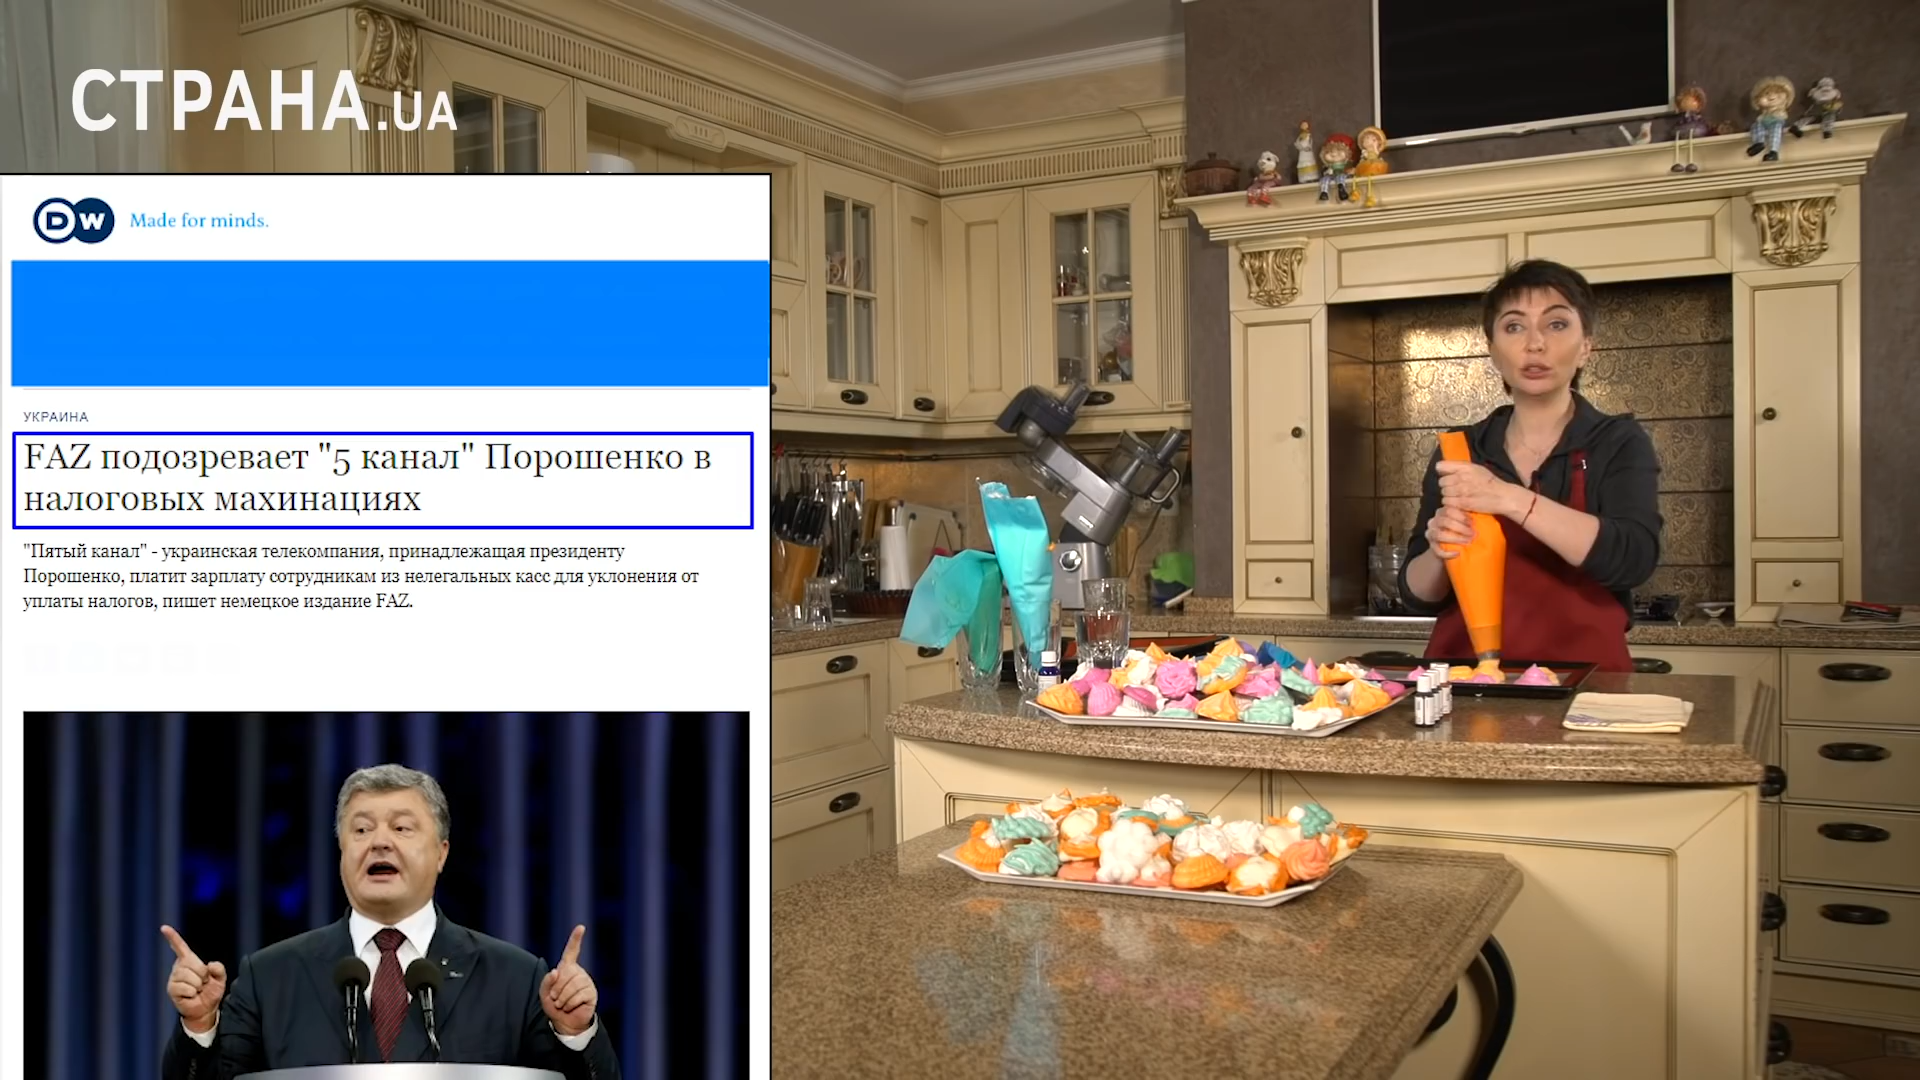 СТРАНА.UA
DW Made for minds.
УКРАИНА
FAZ подозревает "5 канал" Порошенко в
налоговых махинациях
"Пятый канал" - украинская телекомпания, принадлежащая президенту
Порошенко, платит зарплату сотрудникам из нелегальных касс для уклонения от
уплаты налогов, пишет немецкое издание FAZ.